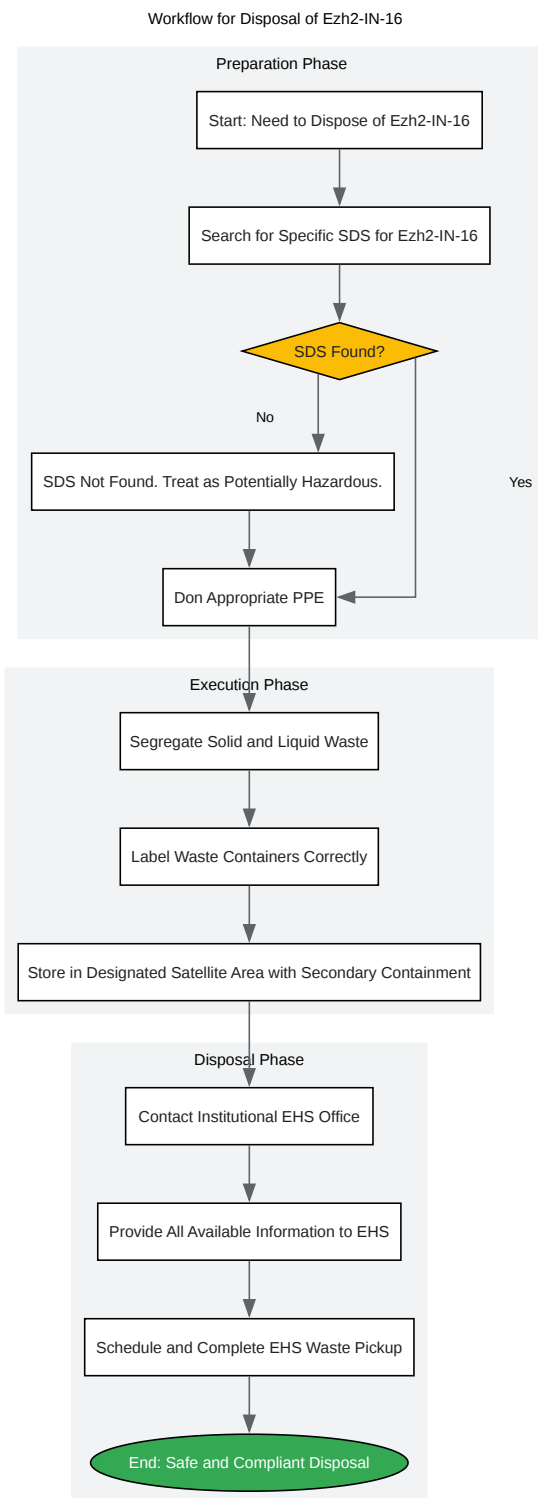 Workflow for Disposal of Ezh2-IN-16
Preparation Phase
Start: Need to Dispose of Ezh2-IN-16
Search for Specific SDS for Ezh2-IN-16
SDS Found?
No
SDS Not Found. Treat as Potentially Hazardous.
Yes
Don Appropriate PPE
Execution Phase
Segregate Solid and Liquid Waste
Label Waste Containers Correctly
Store in Designated Satellite Area with Secondary Containment
Disposal Phase
Contact Institutional EHS Office
Provide All Available Information to EHS
Schedule and Complete EHS Waste Pickup
End: Safe and Compliant Disposal